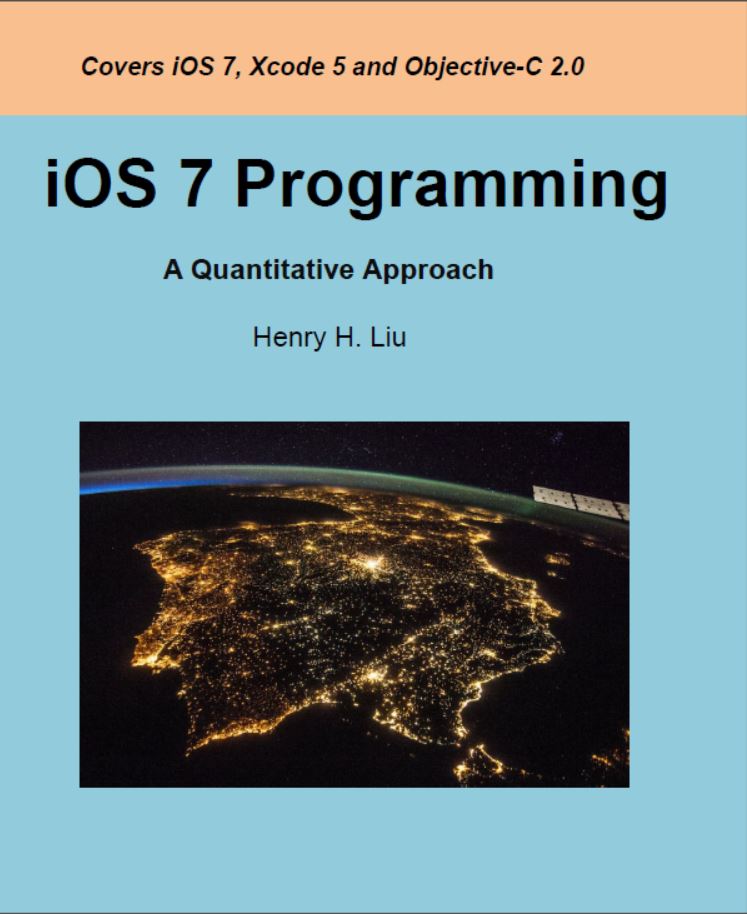 Covers iOS 7, Xcode 5 and Objective-C 2.0
iOS 7 Programming
A Quantitative Approach
Henry H. Liu